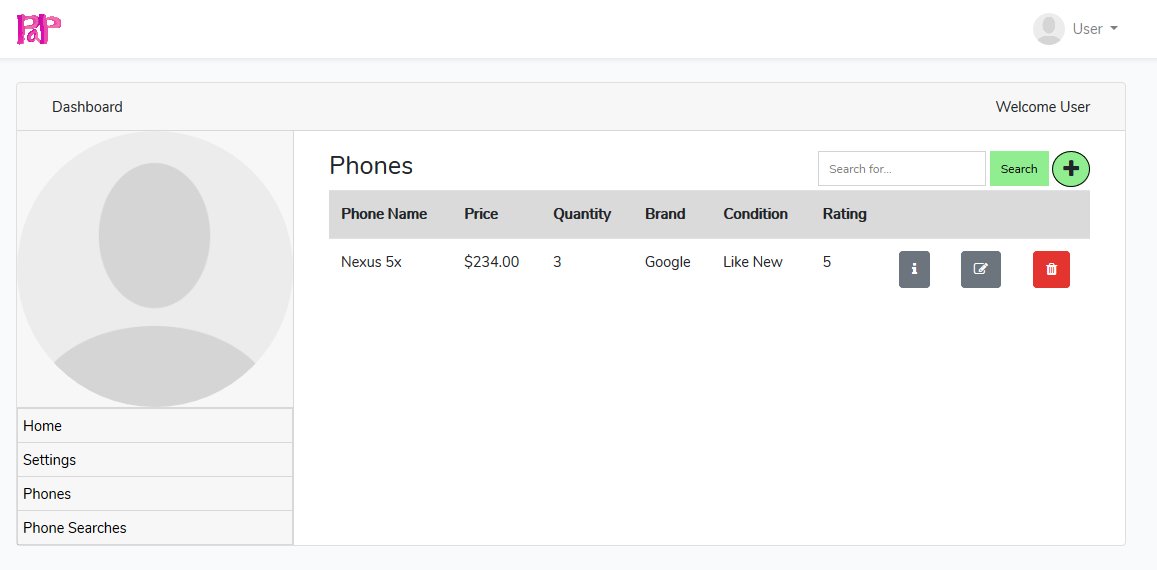 PaP
User
Dashboard
Welcome User
Phones
Search for...
Search
Phone Name Price Quantity Brand Condition Rating
Nexus 5x $234.00 3 Google Like New 5
Home
Settings
Phones
Phone Searches